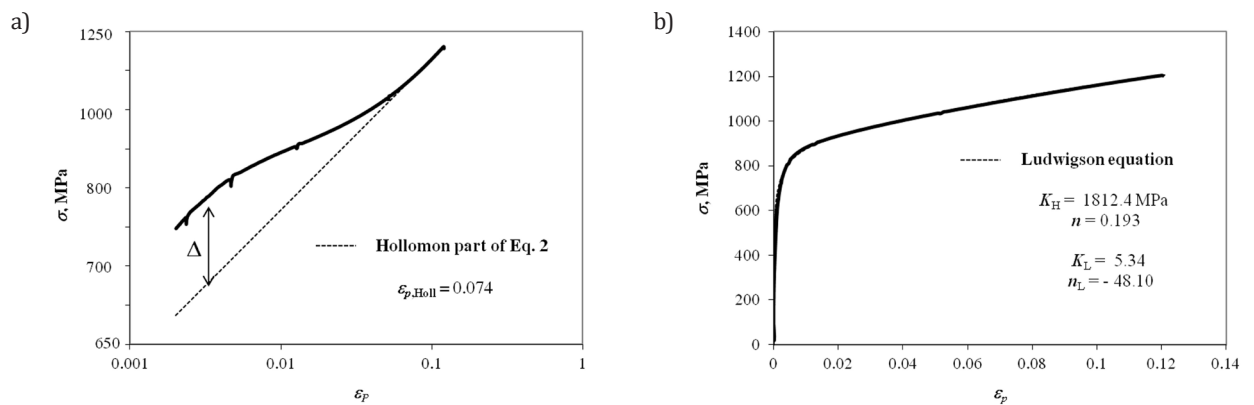 a)
1250
1000
800
700
650
σ, MPa
Δ
Hollomon part of Eq. 2
εp,Holl = 0.074
0.001
0.01
0.1
1
εP
b)
1400
1200
1000
800
600
400
200
0
σ, MPa
Ludwigson equation
KH = 1812.4 MPa
n = 0.193
KL = 5.34
nL = - 48.10
0
0.02
0.04
0.06
0.08
0.1
0.12
0.14
εp